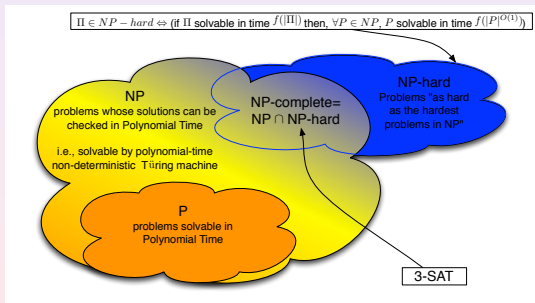 Π ∈ NP − hard ⇔ (if Π solvable in time f(|Π|) then, ∀P ∈ NP, P solvable in time f(|P|^{O(1)}))
NP
problems whose solutions can be
checked in Polynomial Time
i.e., solvable by polynomial-time
non-deterministic Türing machine
NP-complete=
NP ∩ NP-hard
NP-hard
Problems "as hard
as the hardest
problems in NP"
P
problems solvable in
Polynomial Time
3-SAT